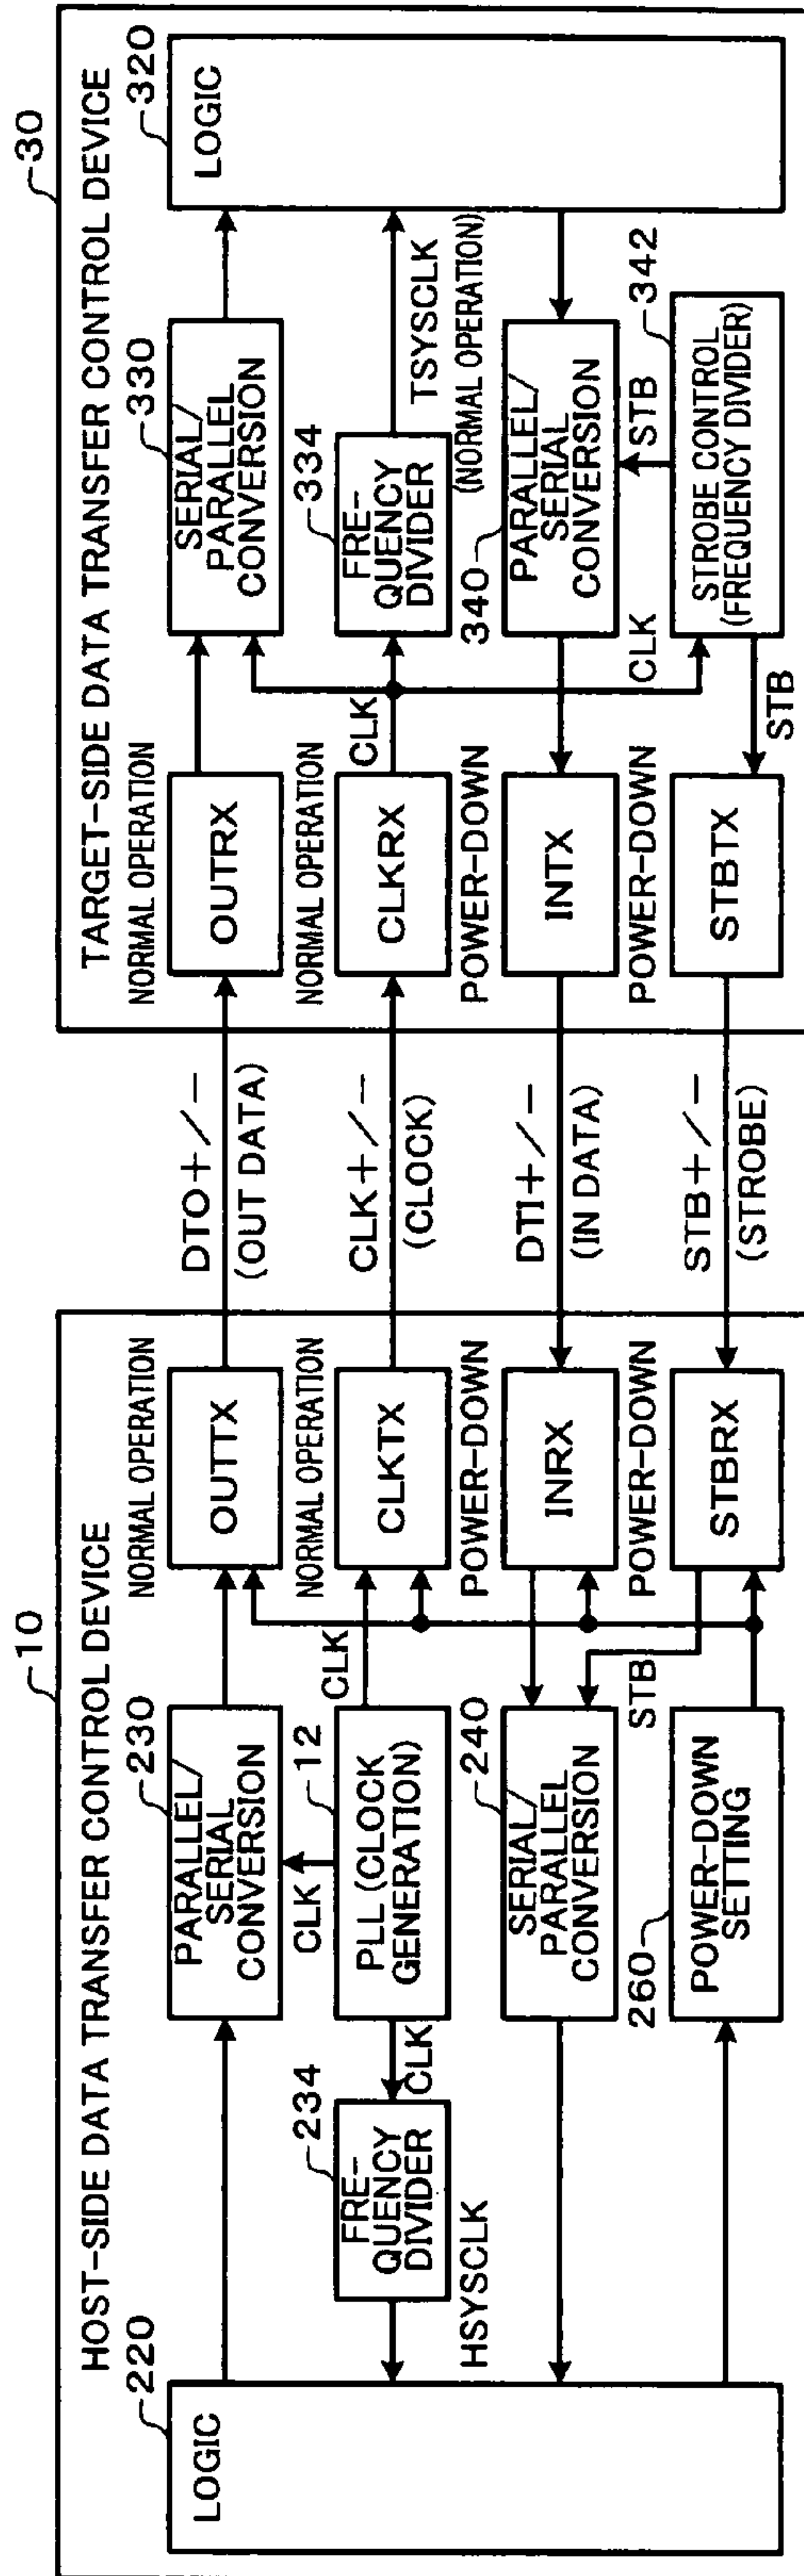 10
HOST-SIDE DATA TRANSFER CONTROL DEVICE
220
LOGIC
230
PARALLEL/
SERIAL
CONVERSION
NORMAL OPERATION
OUTTX
CLK
234
FRE-
QUENCY
DIVIDER
HSYSCLK
CLK
12
PLL (CLOCK
GENERATION)
CLK
NORMAL OPERATION
CLKTX
240
SERIAL/
PARALLEL
CONVERSION
POWER-DOWN
INRX
260
POWER-DOWN
SETTING
STB
POWER-DOWN
STBRX
DTO+/−
(OUT DATA)
CLK+/−
(CLOCK)
DTI+/−
(IN DATA)
STB+/−
(STROBE)
30
TARGET-SIDE DATA TRANSFER CONTROL DEVICE
NORMAL OPERATION
OUTRX
330
SERIAL/
PARALLEL
CONVERSION
320
LOGIC
NORMAL OPERATION
CLKRX
CLK
334
FRE-
QUENCY
DIVIDER
TSYSCLK
(NORMAL OPERATION)
POWER-DOWN
INTX
340
PARALLEL/
SERIAL
CONVERSION
STB
CLK
342
POWER-DOWN
STBTX
STB
STROBE CONTROL
(FREQUENCY DIVIDER)